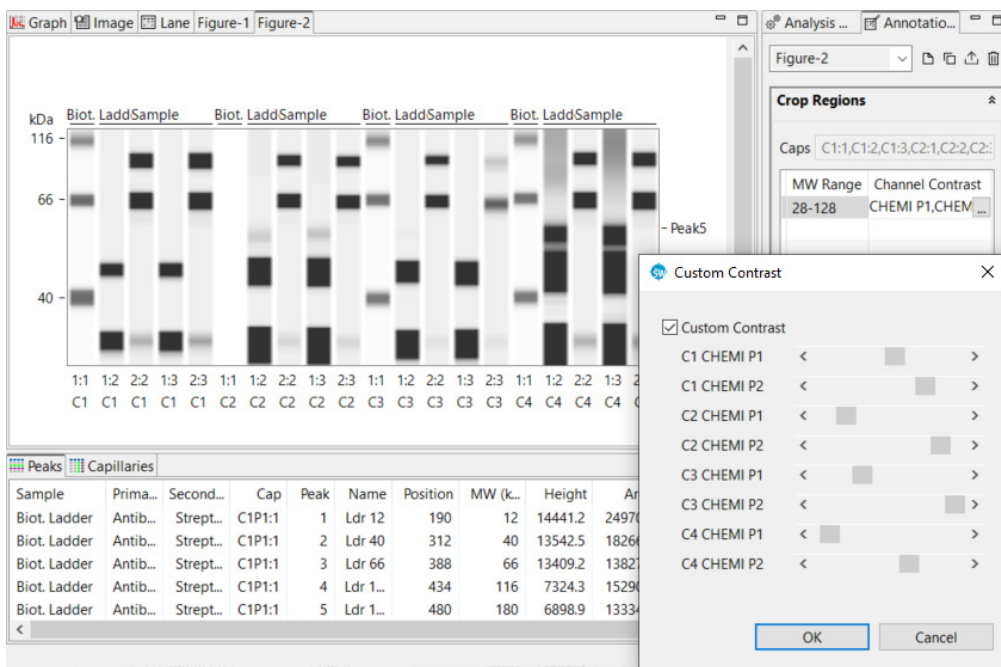 Graph Image Lane Figure-1 Figure-2
Analysis ... Annotatio...
Figure-2
Crop Regions
Caps C1:1,C1:2,C1:3,C2:1,C2:2,C2:
MW Range Channel Contrast
28-128 CHEMI P1,CHEM ...
kDa Biot. LaddSample Biot. LaddSample Biot. LaddSample Biot. LaddSample
116
66
Peak5
40
1:1 1:2 2:2 1:3 2:3 1:1 1:2 2:2 1:3 2:3 1:1 1:2 2:2 1:3 2:3 1:1 1:2 2:2 1:3
C1 C1 C1 C1 C1 C2 C2 C2 C2 C2 C3 C3 C3 C3 C3 C4 C4 C4 C4
Peaks Capillaries
Sample Prima... Second... Cap Peak Name Position MW (k... Height Ar
Biot. Ladder Antib... Strept... C1P1:1 1 Ldr 12 190 12 14441.2 24970
Biot. Ladder Antib... Strept... C1P1:1 2 Ldr 40 312 40 13542.5 18266
Biot. Ladder Antib... Strept... C1P1:1 3 Ldr 66 388 66 13409.2 13827
Biot. Ladder Antib... Strept... C1P1:1 4 Ldr 1... 434 116 7324.3 15290
Biot. Ladder Antib... Strept... C1P1:1 5 Ldr 1... 480 180 6898.9 13334
SW Custom Contrast
Custom Contrast
C1 CHEMI P1
C1 CHEMI P2
C2 CHEMI P1
C2 CHEMI P2
C3 CHEMI P1
C3 CHEMI P2
C4 CHEMI P1
C4 CHEMI P2
OK Cancel